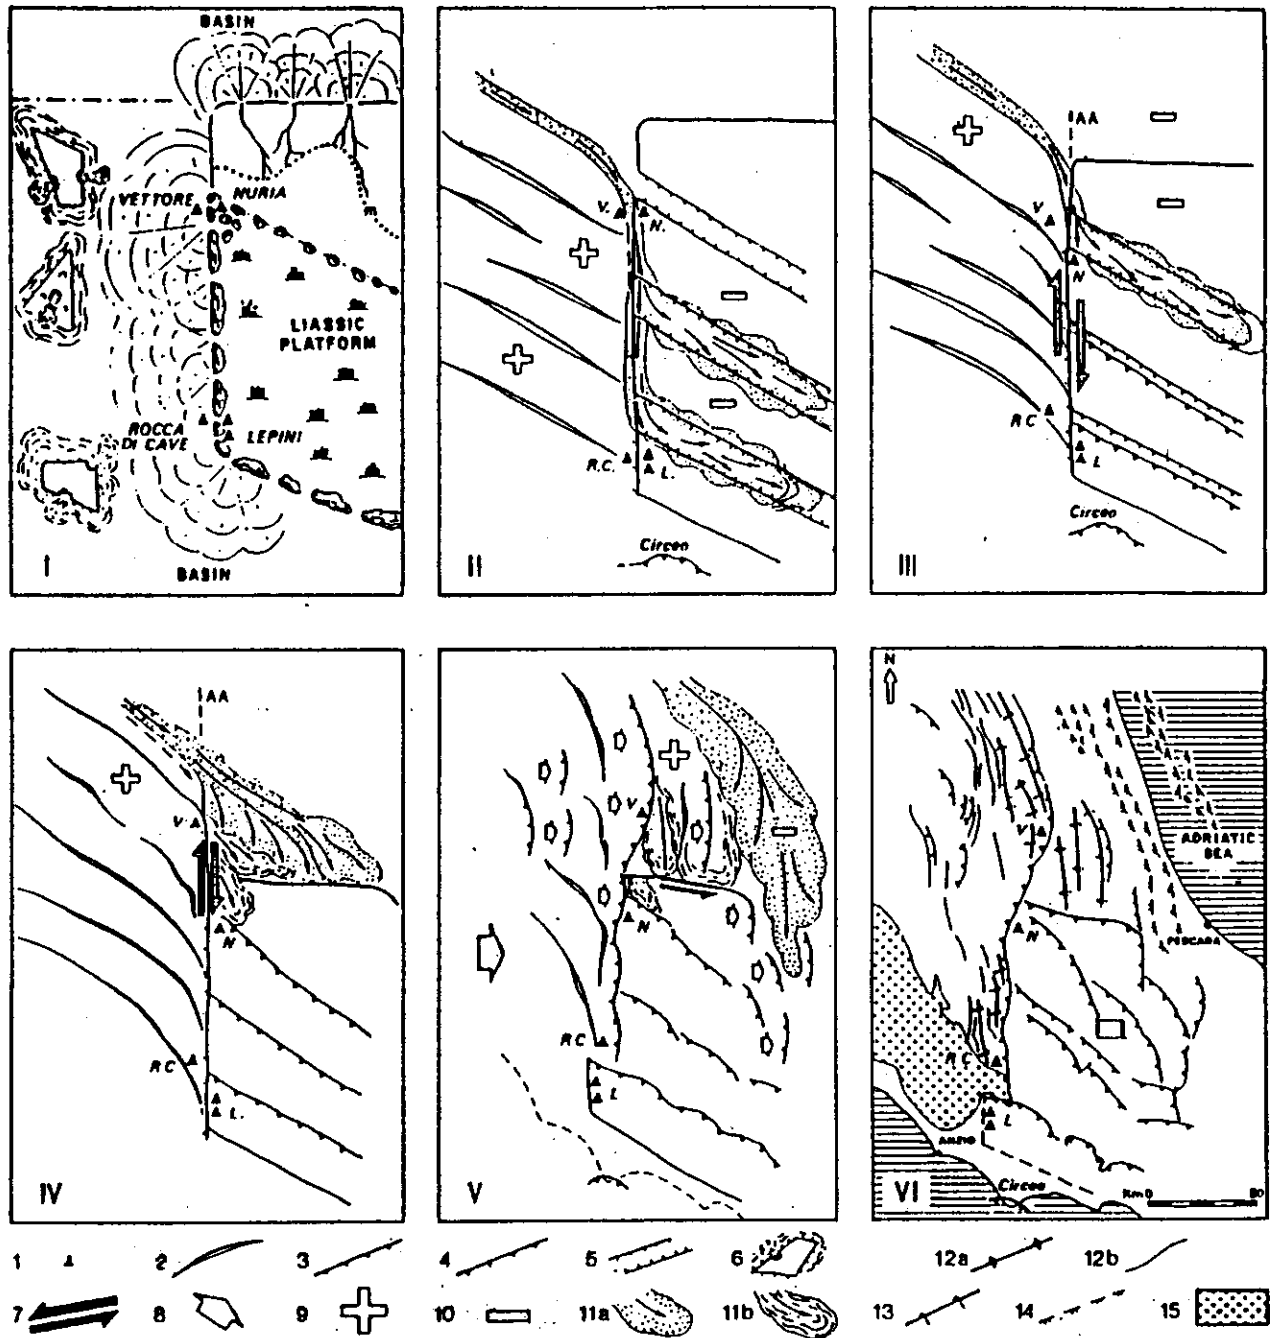 BASIN
VETTORE
NURIA
m
LIASSIC
PLATFORM
ROCCA
DI CAVE
LEPINI
BASIN
I
V.
N.
R.C.
L.
Circeo
II
AA
V
N
RC
L
Circeo
III
AA
V
N
RC
L.
IV
V
N
RC
L
V
N
V
ADRIATIC
SEA
PESCARA
N
RC
L
ANZIO
Circeo
Km 0
VI
1
2
3
4
5
6
12a
12b
7
8
9
10
11a
11b
13
14
15